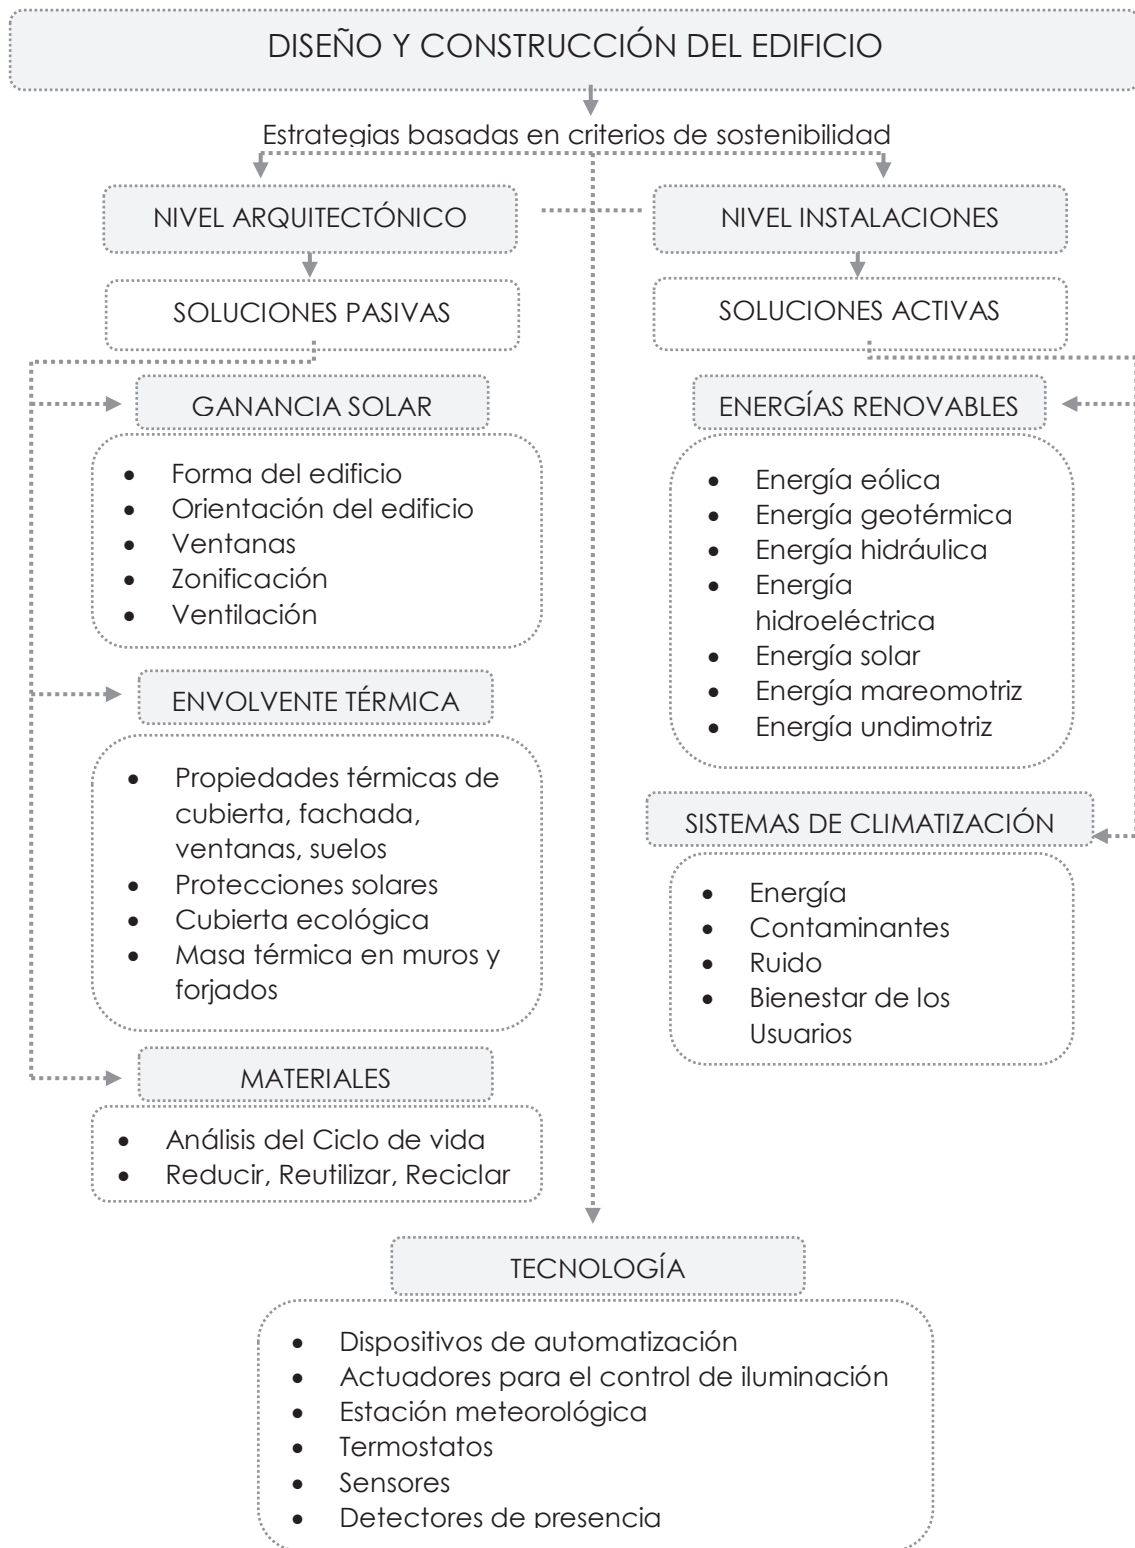 DISEÑO Y CONSTRUCCIÓN DEL EDIFICIO
Estrategias basadas en criterios de sostenibilidad
NIVEL ARQUITECTÓNICO
SOLUCIONES PASIVAS
GANANCIA SOLAR
• Forma del edificio
• Orientación del edificio
• Ventanas
• Zonificación
• Ventilación
ENVOLVENTE TÉRMICA
• Propiedades térmicas de
cubierta, fachada,
ventanas, suelos
• Protecciones solares
• Cubierta ecológica
• Masa térmica en muros y
forjados
MATERIALES
• Análisis del Ciclo de vida
• Reducir, Reutilizar, Reciclar
NIVEL INSTALACIONES
SOLUCIONES ACTIVAS
ENERGÍAS RENOVABLES
• Energía eólica
• Energía geotérmica
• Energía hidráulica
• Energía
hidroeléctrica
• Energía solar
• Energía mareomotriz
• Energía undimotriz
SISTEMAS DE CLIMATIZACIÓN
• Energía
• Contaminantes
• Ruido
• Bienestar de los
Usuarios
TECNOLOGÍA
• Dispositivos de automatización
• Actuadores para el control de iluminación
• Estación meteorológica
• Termostatos
• Sensores
• Detectores de presencia